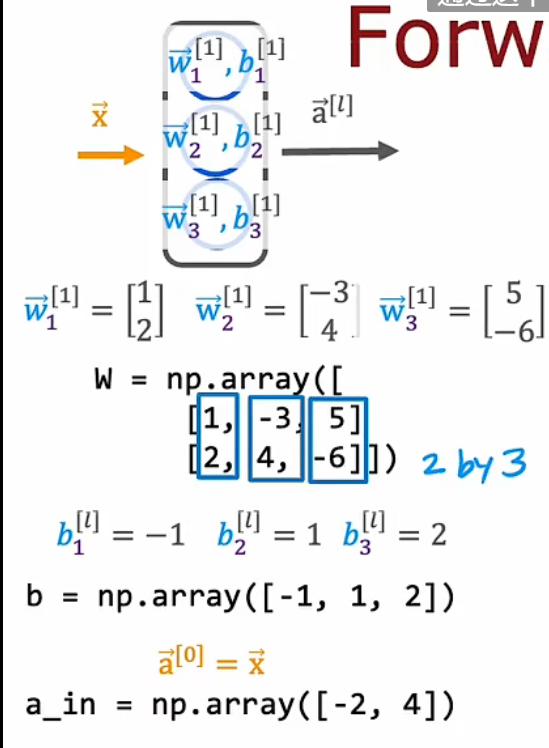 Forw
w⃗₁^[1], b₁^[1]
x⃗
w⃗₂^[1], b₂^[1]
a⃗^[l]
w⃗₃^[1], b₃^[1]
w⃗₁^[1] = [1 2] w⃗₂^[1] = [-3 4] w⃗₃^[1] = [5 -6]
W = np.array([
[1, -3, 5]
[2, 4, -6]]) 2 by 3
b₁^[l] = -1 b₂^[l] = 1 b₃^[l] = 2
b = np.array([-1, 1, 2])
a⃗^[0] = x⃗
a_in = np.array([-2, 4])